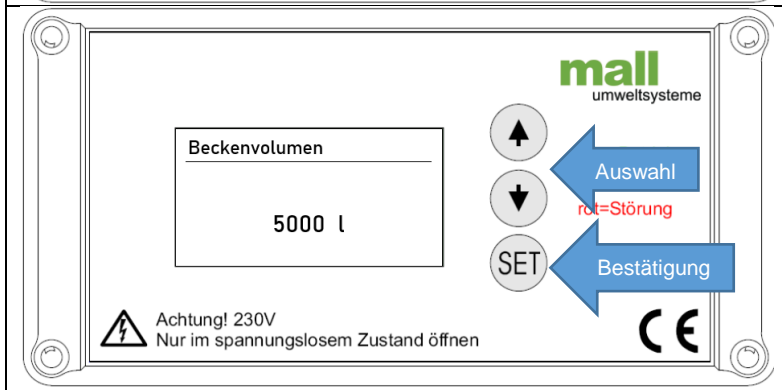 mall
umweltsysteme
Beckenvolumen
5000 l
Auswahl
rot=Störung
SET
Bestätigung
Achtung! 230V
Nur im spannungslosem Zustand öffnen
CE